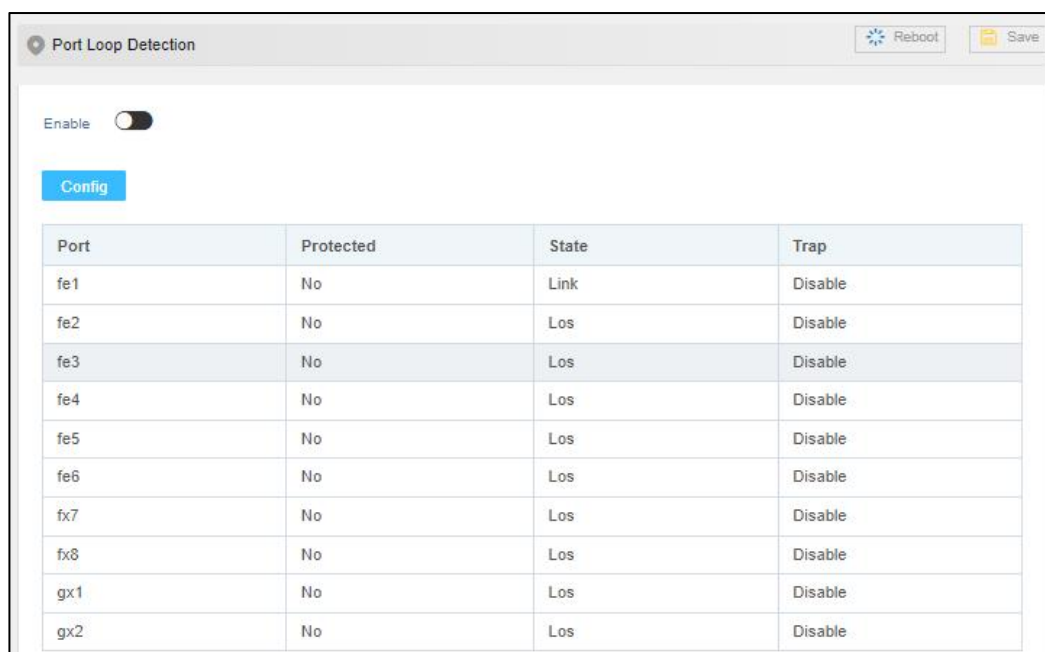 Port Loop Detection Reboot Save
Enable
Config
Port Protected State Trap
fe1 No Link Disable
fe2 No Los Disable
fe3 No Los Disable
fe4 No Los Disable
fe5 No Los Disable
fe6 No Los Disable
fx7 No Los Disable
fx8 No Los Disable
gx1 No Los Disable
gx2 No Los Disable